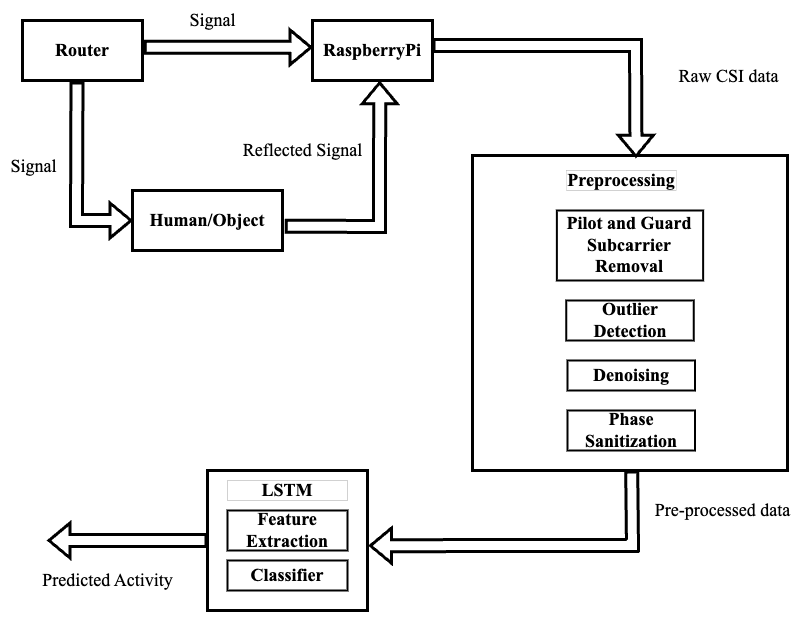 Signal
Router
RaspberryPi
Raw CSI data
Signal
Reflected Signal
Human/Object
Preprocessing
Pilot and Guard
Subcarrier
Removal
Outlier
Detection
Denoising
Phase
Sanitization
Pre-processed data
LSTM
Feature
Extraction
Classifier
Predicted Activity